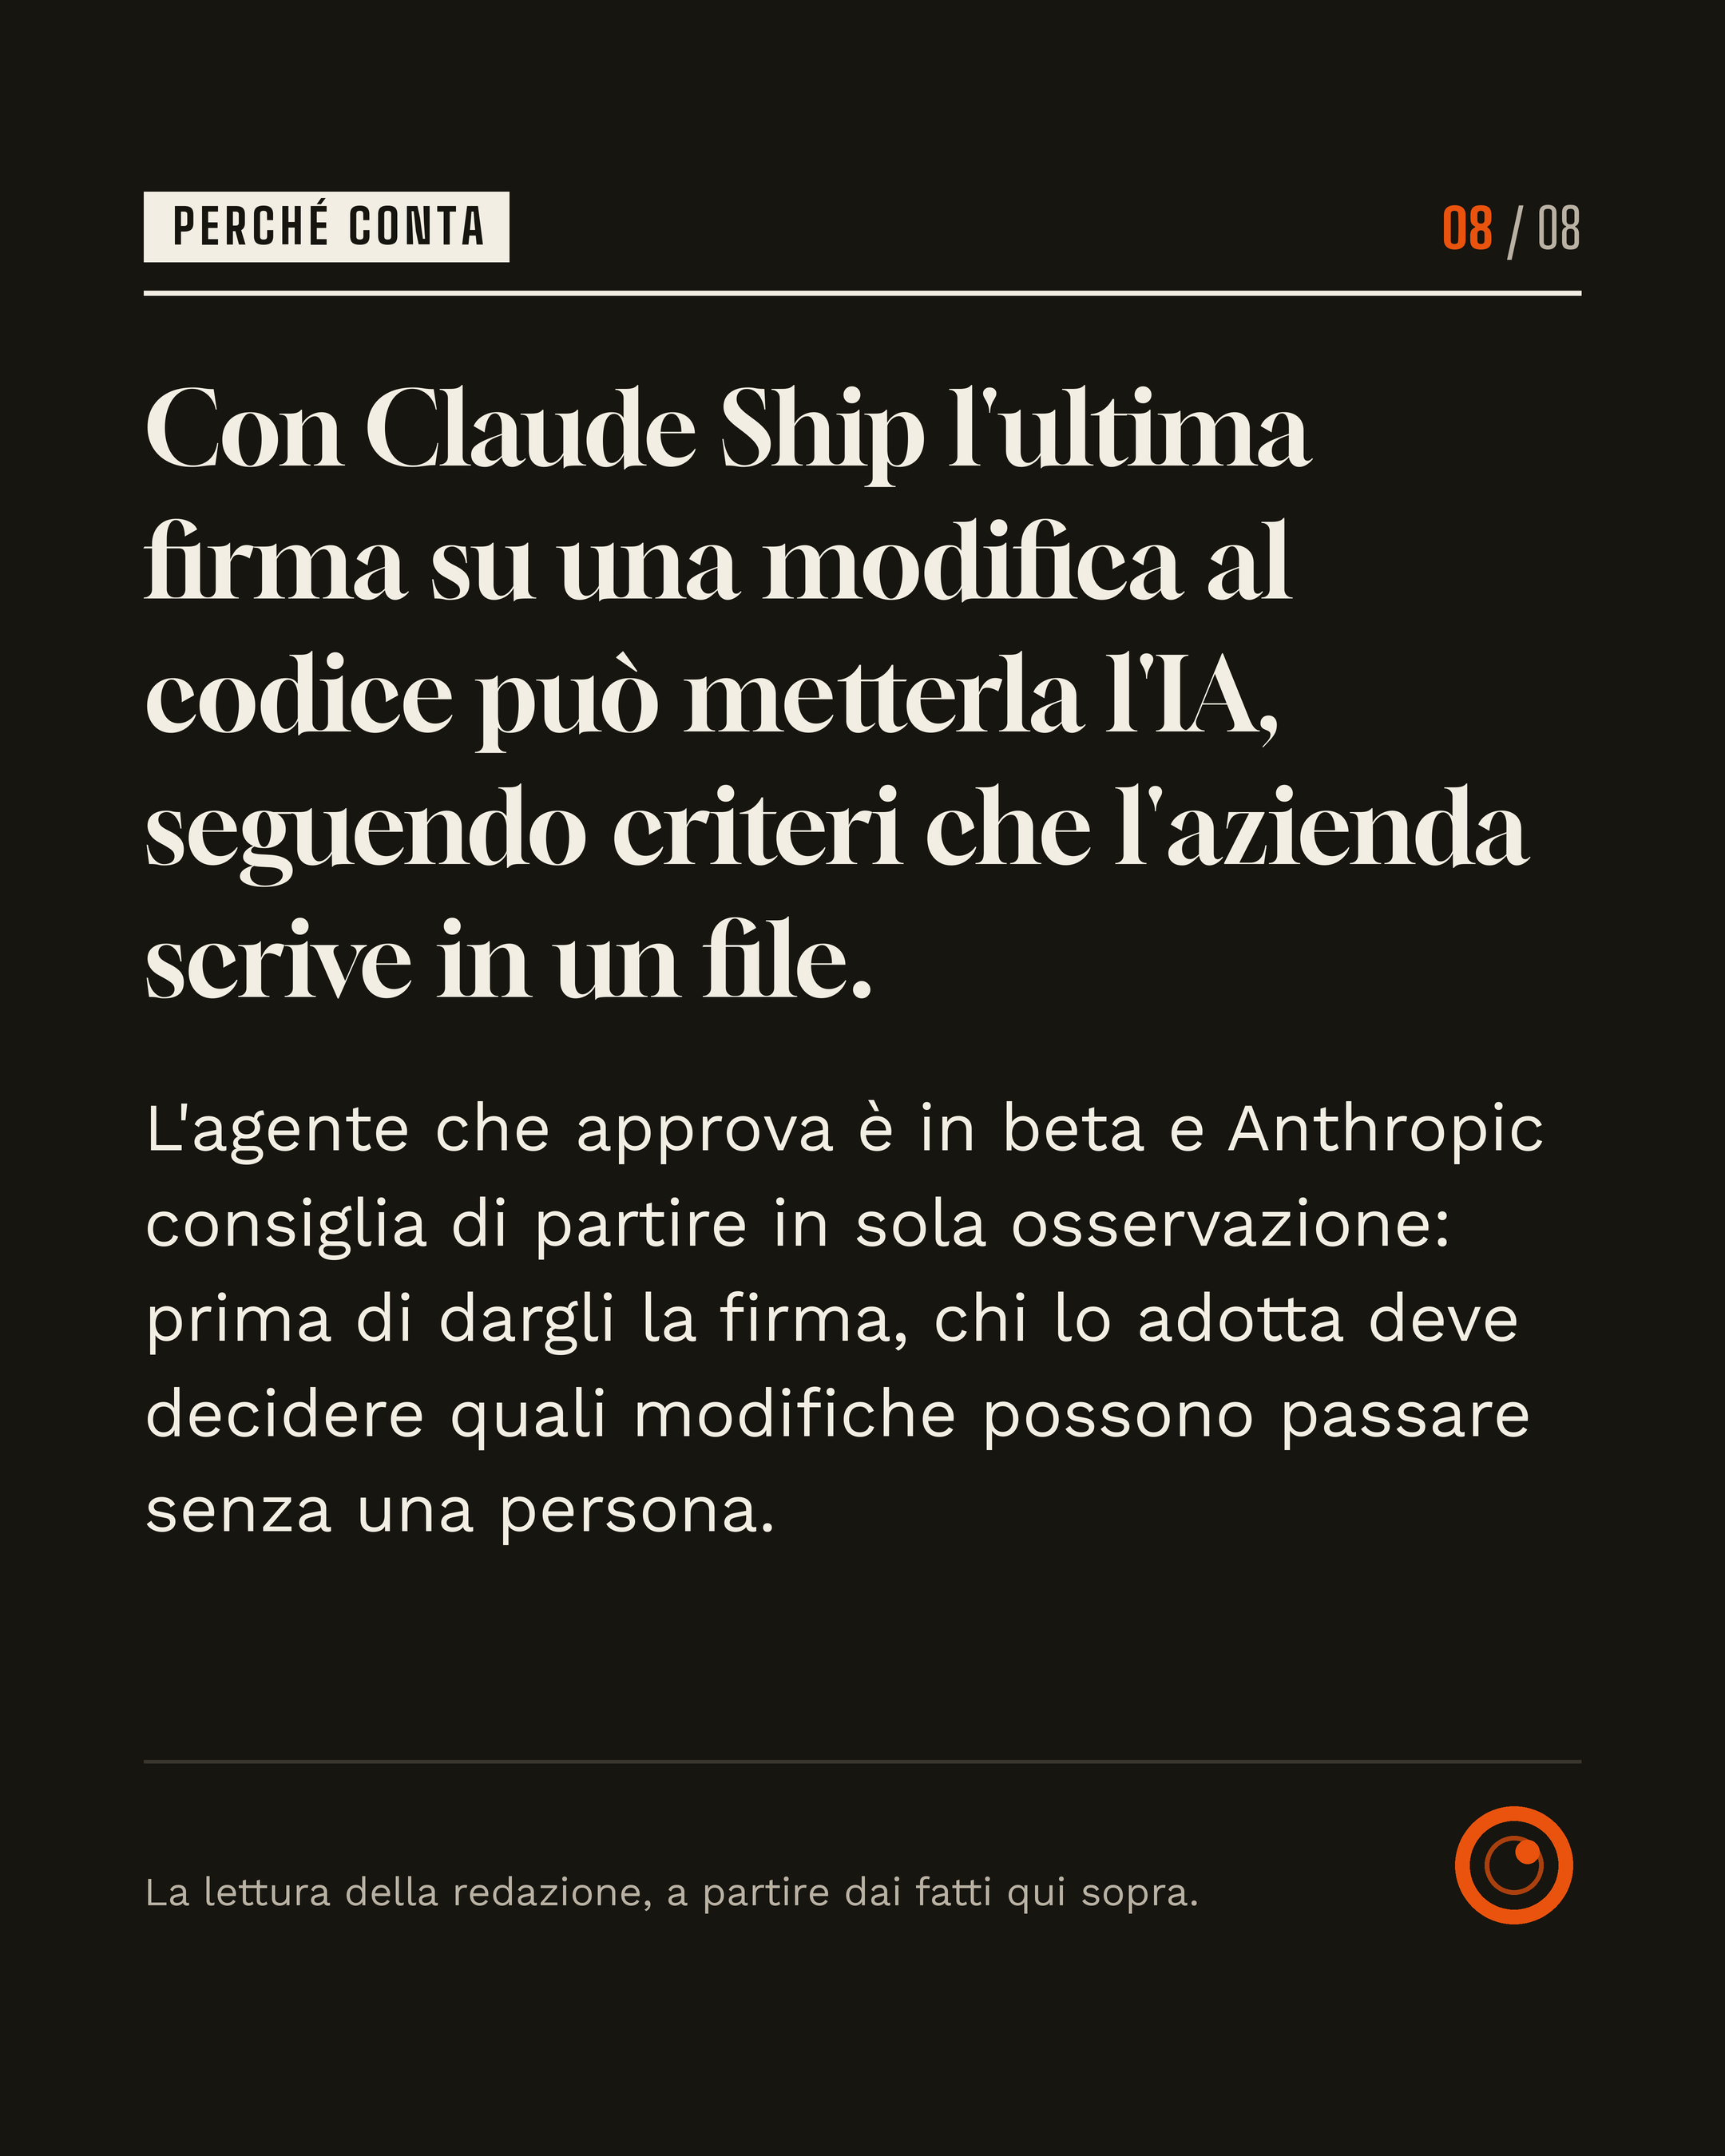 PERCHÉ CONTA
08 / 08
Con Claude Ship l'ultima
firma su una modifica al
codice può metterla l'IA,
seguendo criteri che l'azienda
scrive in un file.
L'agente che approva è in beta e Anthropic
consiglia di partire in sola osservazione:
prima di dargli la firma, chi lo adotta deve
decidere quali modifiche possono passare
senza una persona.
La lettura della redazione, a partire dai fatti qui sopra.